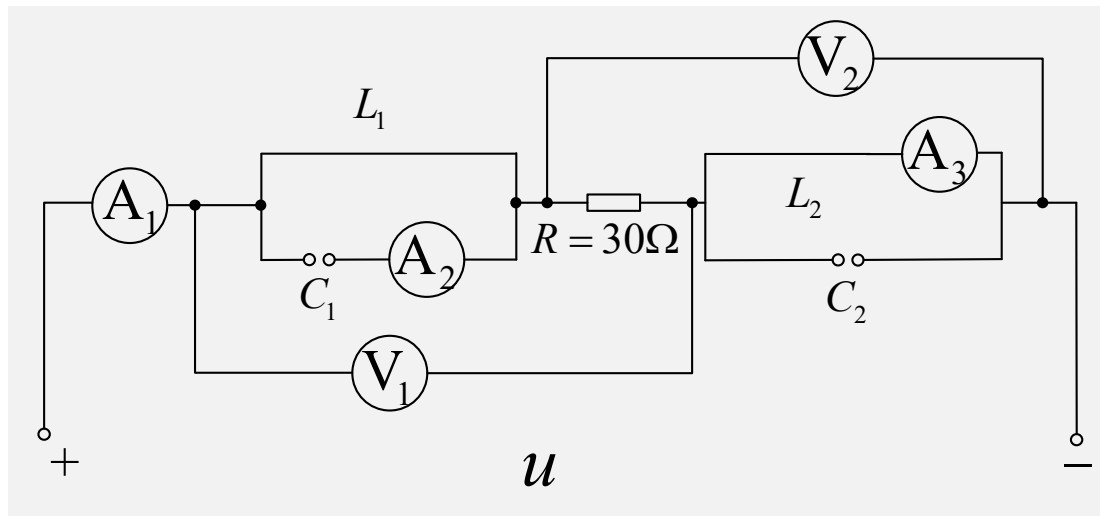 V₂
L₁
A₃
A₁
L₂
R = 30Ω
A₂
C₁
C₂
V₁
+
u
−